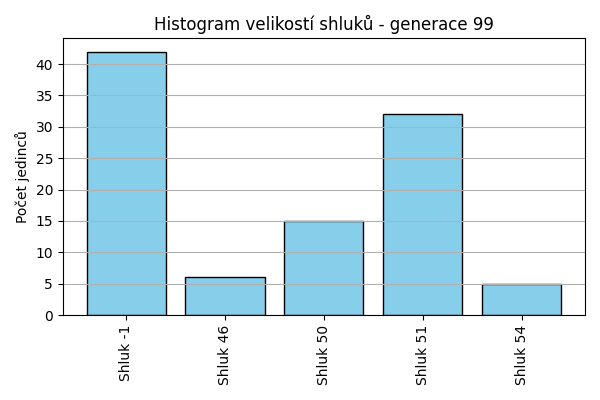 Histogram velikostí shluků - generace 99
Počet jedinců
40
35
30
25
20
15
10
5
0
Shluk -1
Shluk 46
Shluk 50
Shluk 51
Shluk 54